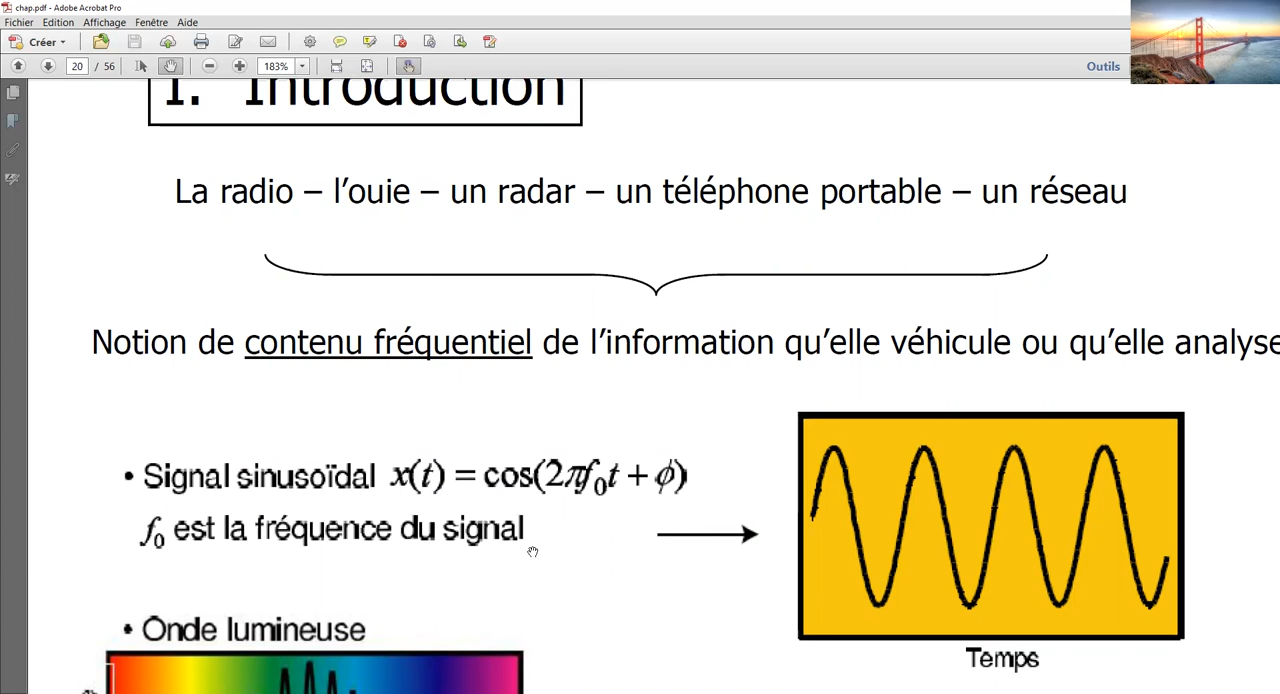 chap.pdf - Adobe Acrobat Pro
Fichier Edition Affichage Fenêtre Aide
Créer
20 / 56 183% Outils
I. Introduction
La radio – l’ouie – un radar – un téléphone portable – un réseau
Notion de contenu fréquentiel de l’information qu’elle véhicule ou qu’elle analyse
• Signal sinusoïdal x(t) = cos(2πf₀t + ϕ)
f₀ est la fréquence du signal
• Onde lumineuse
Temps